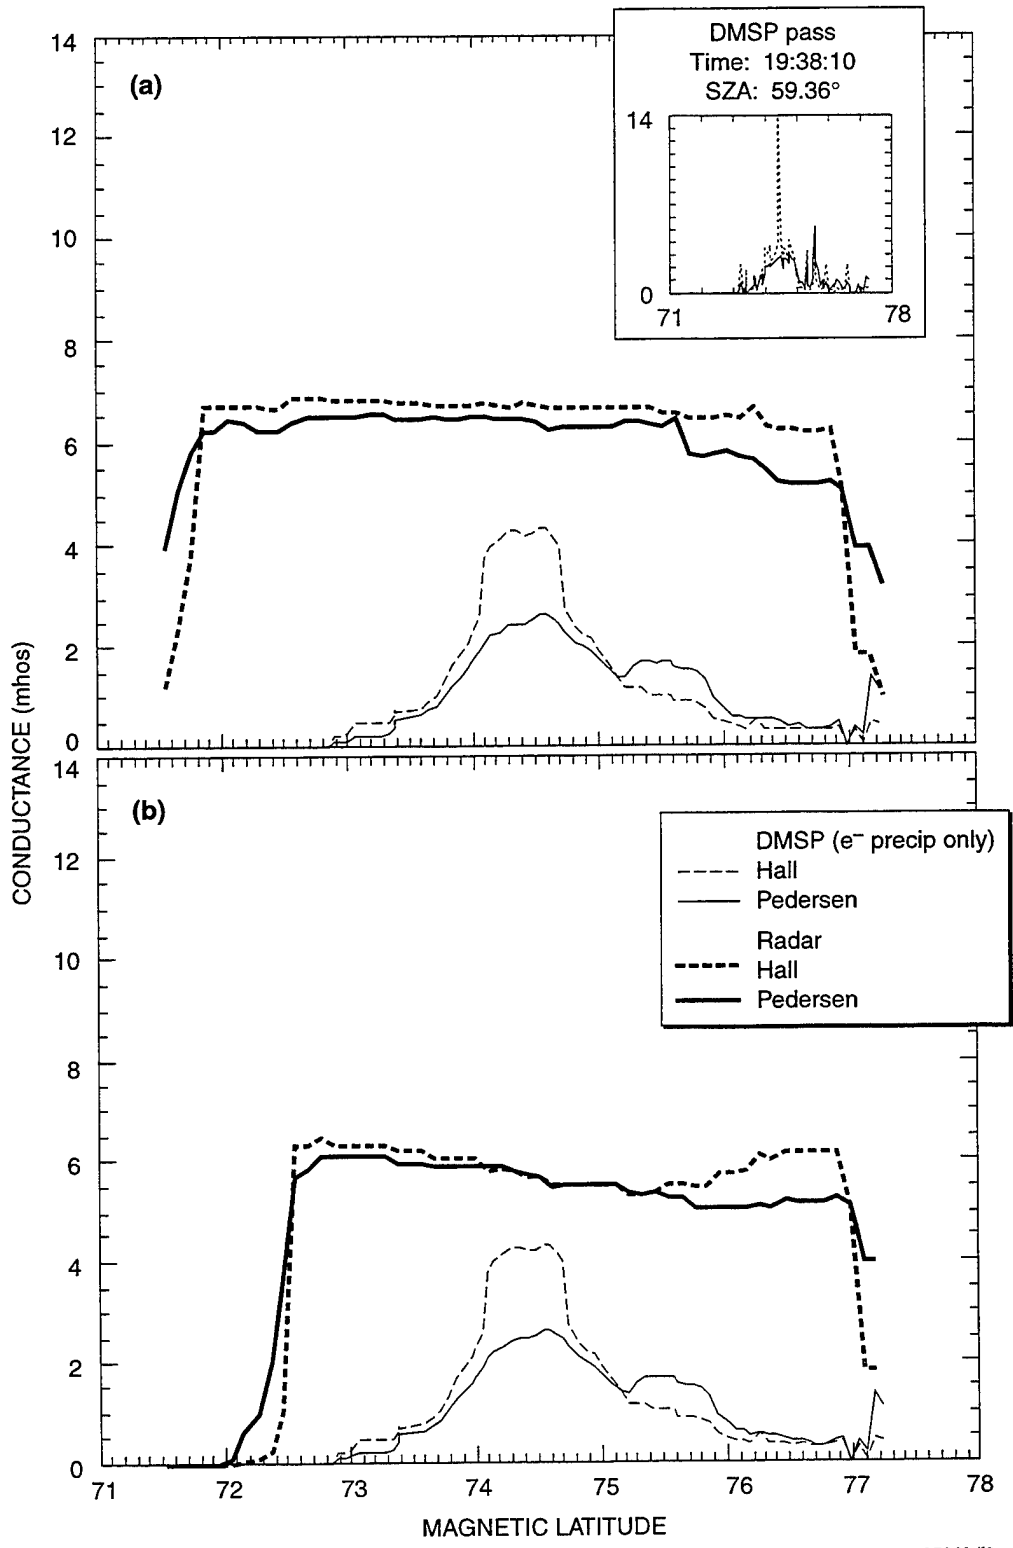 DMSP pass
Time: 19:38:10
SZA: 59.36°
14
0
71
78
(a)
14
12
10
8
6
4
2
0
CONDUCTANCE (mhos)
(b)
14
12
10
8
6
4
2
0
DMSP (e⁻ precip only)
Hall
Pedersen
Radar
Hall
Pedersen
71 72 73 74 75 76 77 78
MAGNETIC LATITUDE